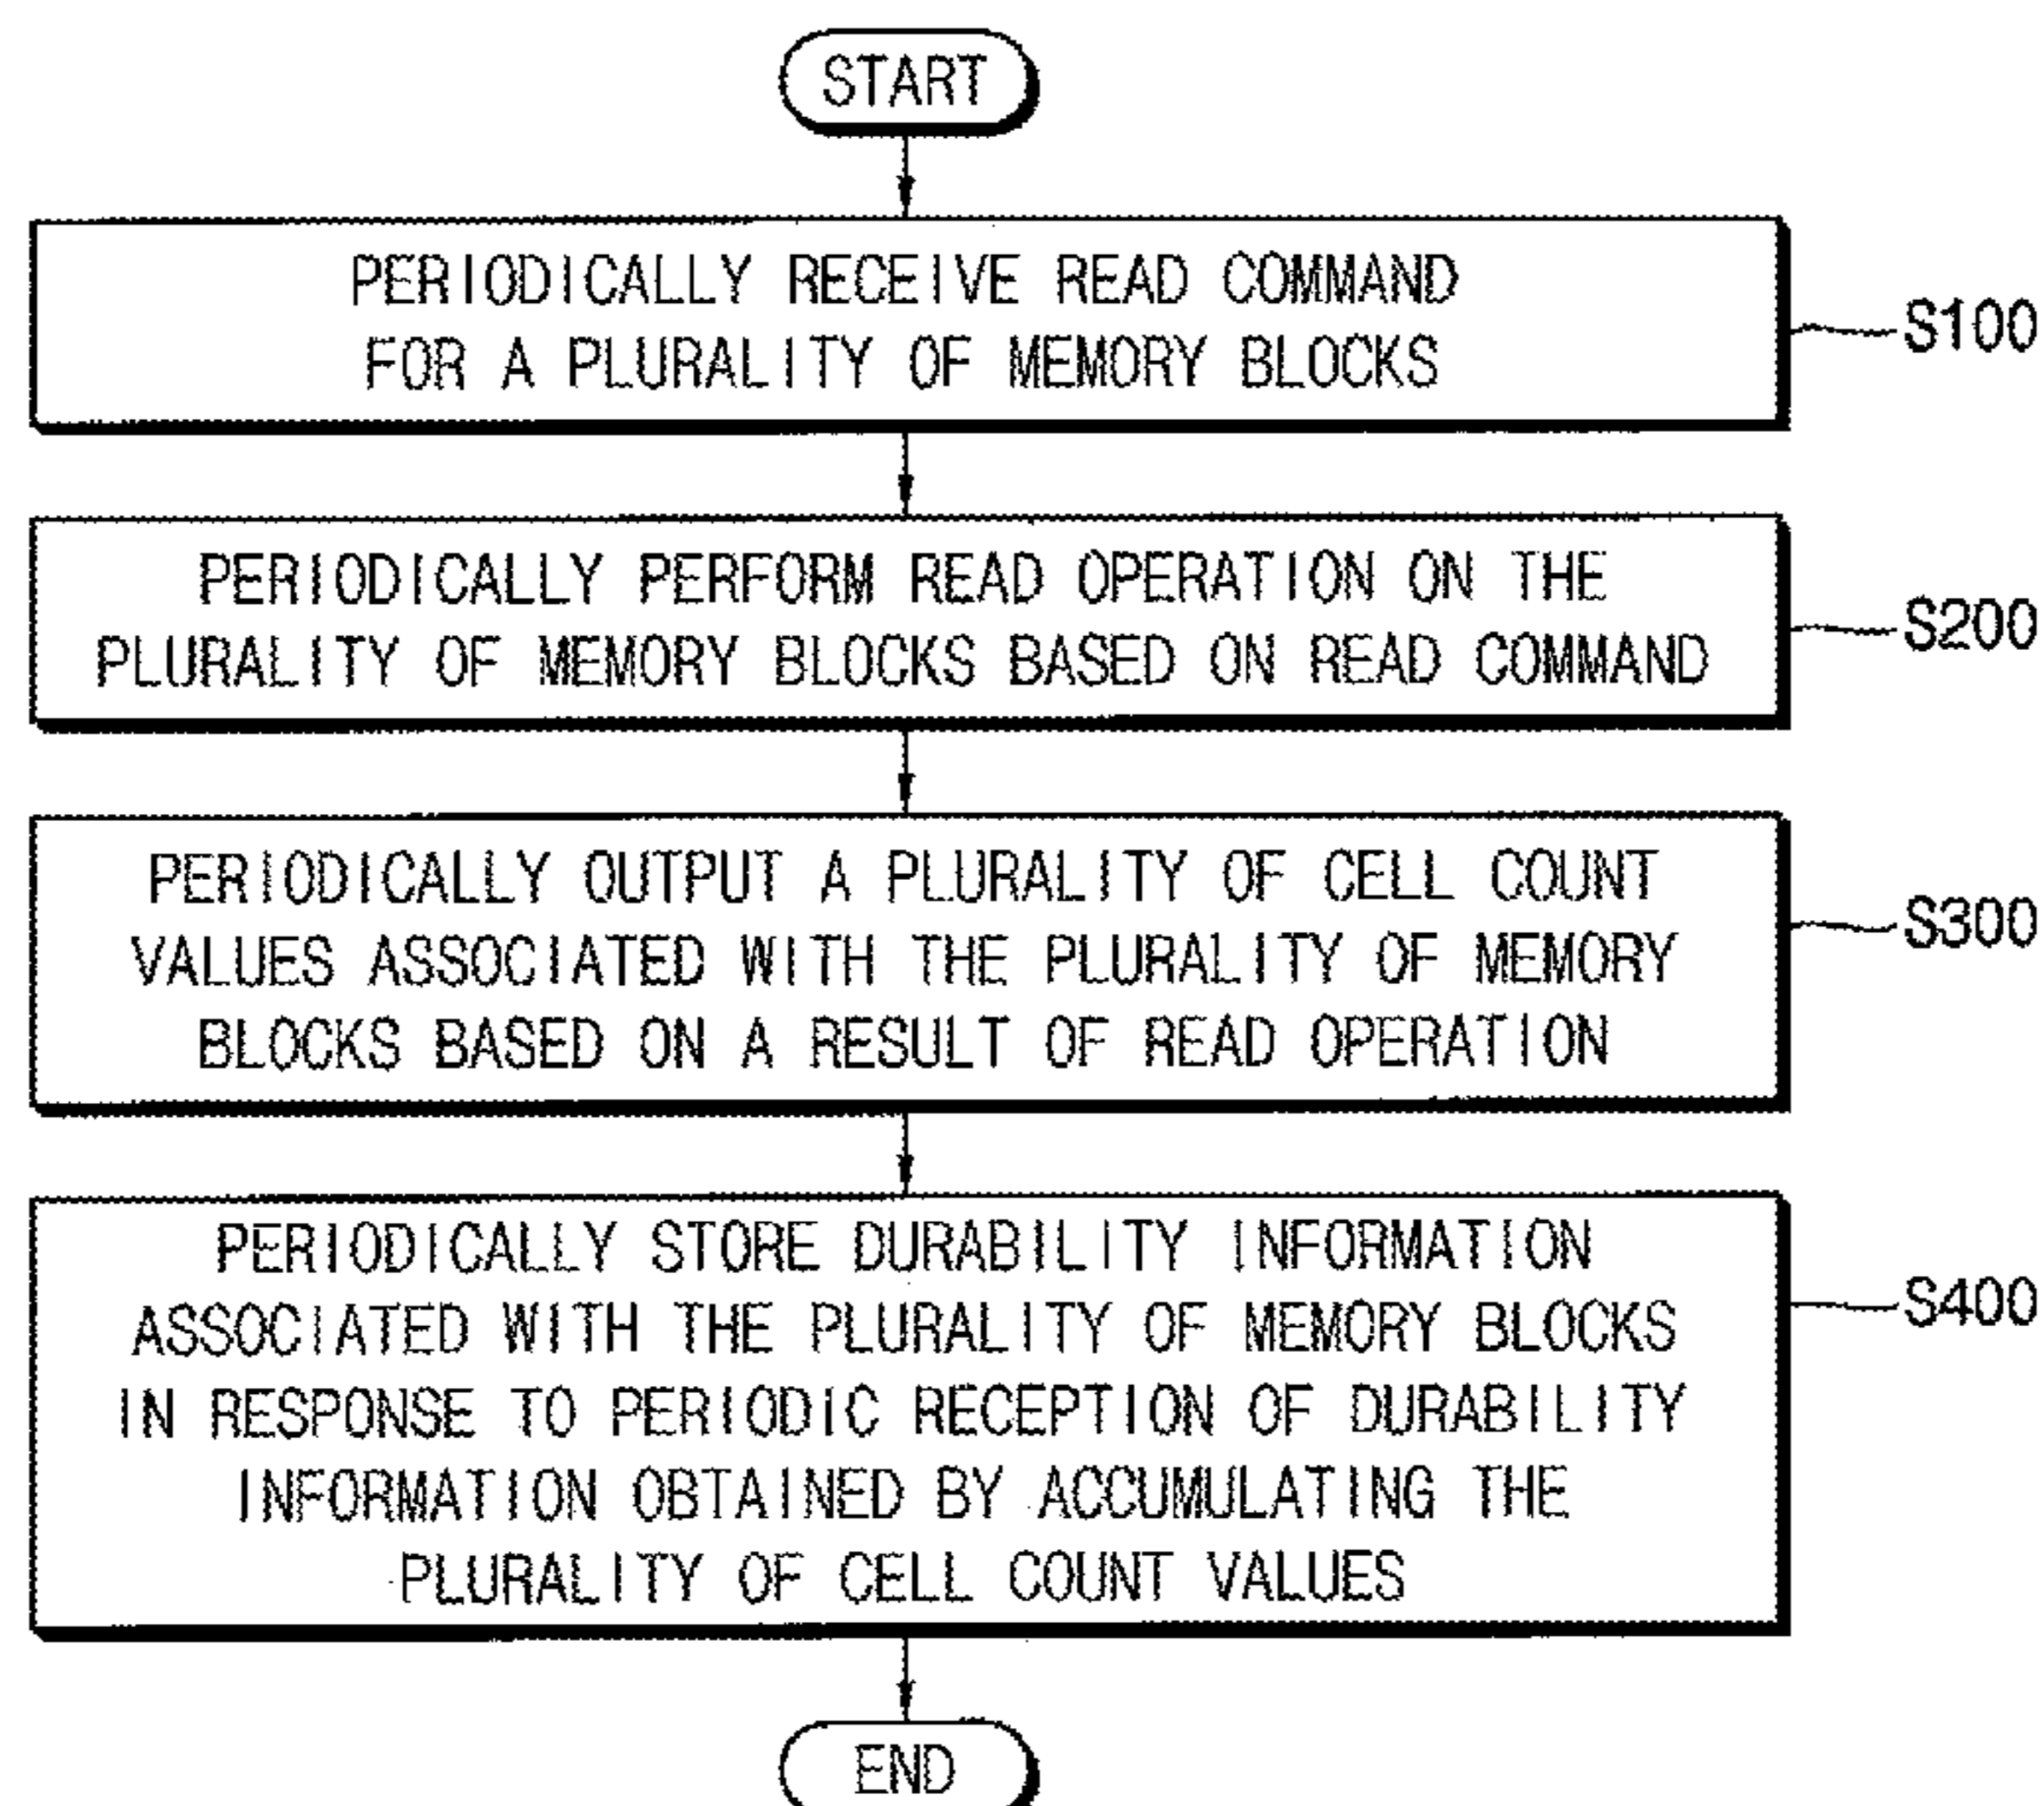 START
PERIODICALLY RECEIVE READ COMMAND
FOR A PLURALITY OF MEMORY BLOCKS
S100
PERIODICALLY PERFORM READ OPERATION ON THE
PLURALITY OF MEMORY BLOCKS BASED ON READ COMMAND
S200
PERIODICALLY OUTPUT A PLURALITY OF CELL COUNT
VALUES ASSOCIATED WITH THE PLURALITY OF MEMORY
BLOCKS BASED ON A RESULT OF READ OPERATION
S300
PERIODICALLY STORE DURABILITY INFORMATION
ASSOCIATED WITH THE PLURALITY OF MEMORY BLOCKS
IN RESPONSE TO PERIODIC RECEPTION OF DURABILITY
INFORMATION OBTAINED BY ACCUMULATING THE
PLURALITY OF CELL COUNT VALUES
S400
END